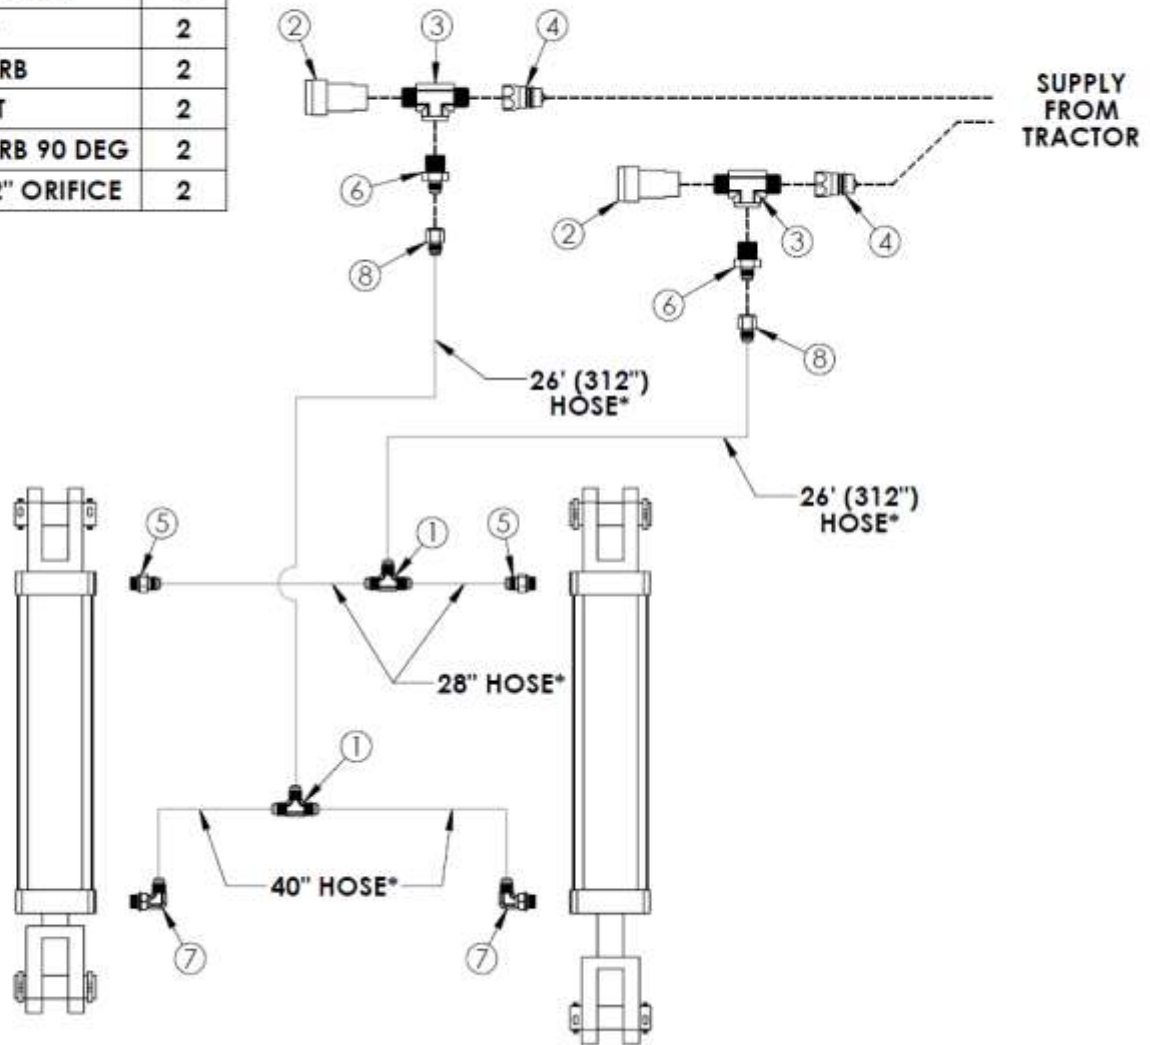 2
RB 2
T 2
RB 90 DEG 2
2" ORIFICE 2
2
3
4
SUPPLY
FROM
TRACTOR
6
2
3
4
8
6
8
26' (312")
HOSE*
26' (312")
HOSE*
5
1
5
28" HOSE*
1
40" HOSE*
7
7